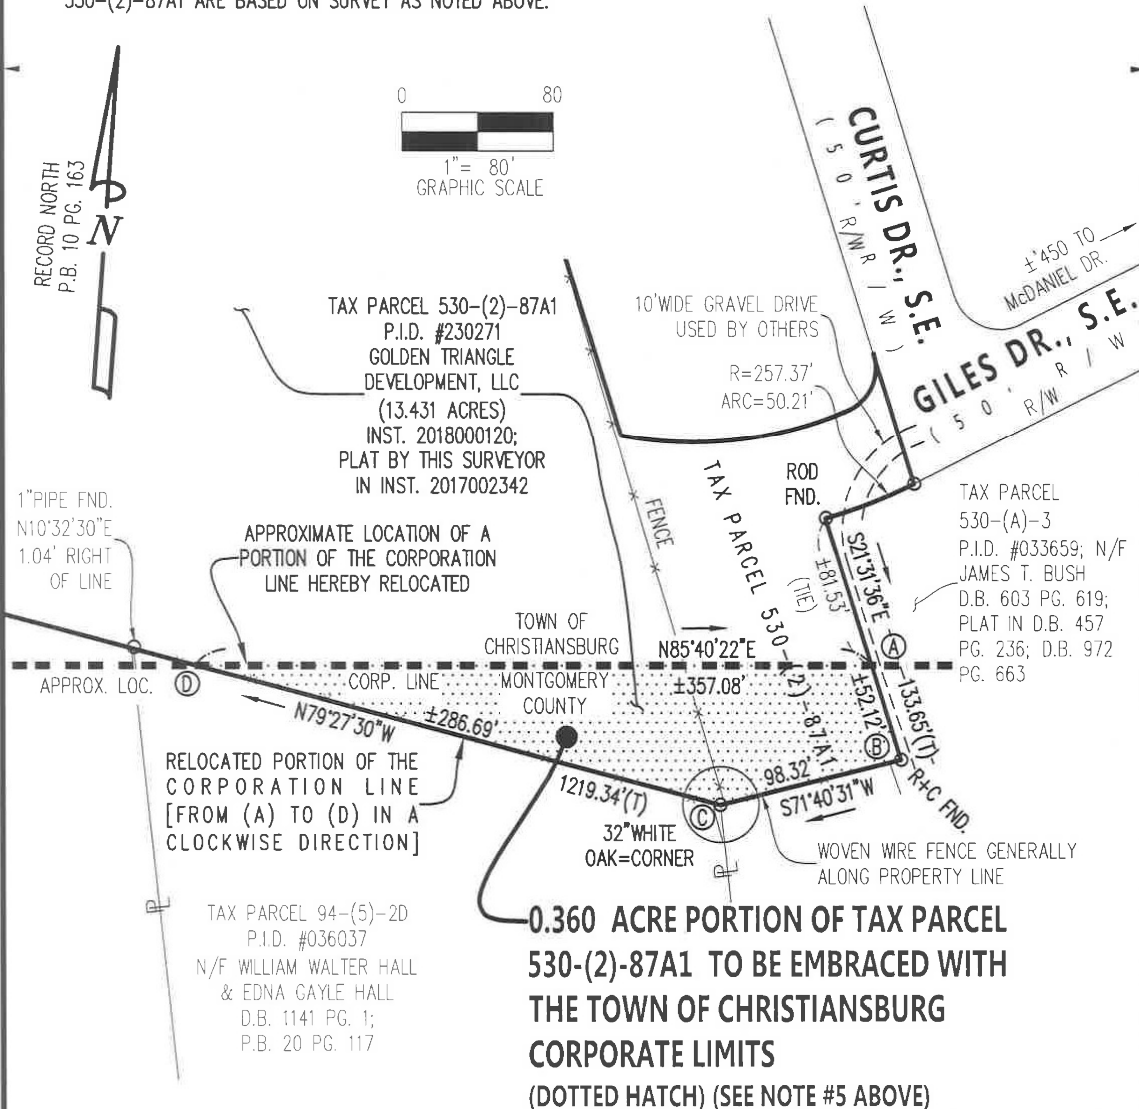 530-(2)-87A1 ARE BASED ON SURVEY AS NOTED ABOVE.
0 80
1"= 80'
GRAPHIC SCALE
RECORD NORTH
P.B. 10 PG. 163
N
CURTIS DR., S.E.
( 50' R/W R / W )
±'450 TO
McDANIEL DR.
GILES DR., S.E.
( 50' R / W
R/W
TAX PARCEL 530-(2)-87A1
P.I.D. #230271
GOLDEN TRIANGLE
DEVELOPMENT, LLC
(13.431 ACRES)
INST. 2018000120;
PLAT BY THIS SURVEYOR
IN INST. 2017002342
10'WIDE GRAVEL DRIVE
USED BY OTHERS
R=257.37'
ARC=50.21'
ROD
FND.
TAX PARCEL 530-(2)-87A1
FENCE
1"PIPE FND.
N10°32'30"E
1.04' RIGHT
OF LINE
APPROXIMATE LOCATION OF A
PORTION OF THE CORPORATION
LINE HEREBY RELOCATED
S21°31'36"E
±81.53'
(TIE)
TAX PARCEL
530-(A)-3
P.I.D. #033659; N/F
JAMES T. BUSH
D.B. 603 PG. 619;
PLAT IN D.B. 457
PG. 236; D.B. 972
PG. 663
TOWN OF
CHRISTIANSBURG
N85°40'22"E
A
APPROX. LOC.
D
CORP. LINE
MONTGOMERY
COUNTY
±357.08'
±52.12'
133.65'(T)
N79°27'30"W
±286.69'
B
RELOCATED PORTION OF THE
CORPORATION LINE
[FROM (A) TO (D) IN A
CLOCKWISE DIRECTION]
1219.34'(T)
98.32'
S71°40'31"W
R+C FND.
C
32"WHITE
OAK=CORNER
WOVEN WIRE FENCE GENERALLY
ALONG PROPERTY LINE
PL
PL
TAX PARCEL 94-(5)-2D
P.I.D. #036037
N/F WILLIAM WALTER HALL
& EDNA GAYLE HALL
D.B. 1141 PG. 1;
P.B. 20 PG. 117
0.360 ACRE PORTION OF TAX PARCEL
530-(2)-87A1 TO BE EMBRACED WITH
THE TOWN OF CHRISTIANSBURG
CORPORATE LIMITS
(DOTTED HATCH) (SEE NOTE #5 ABOVE)